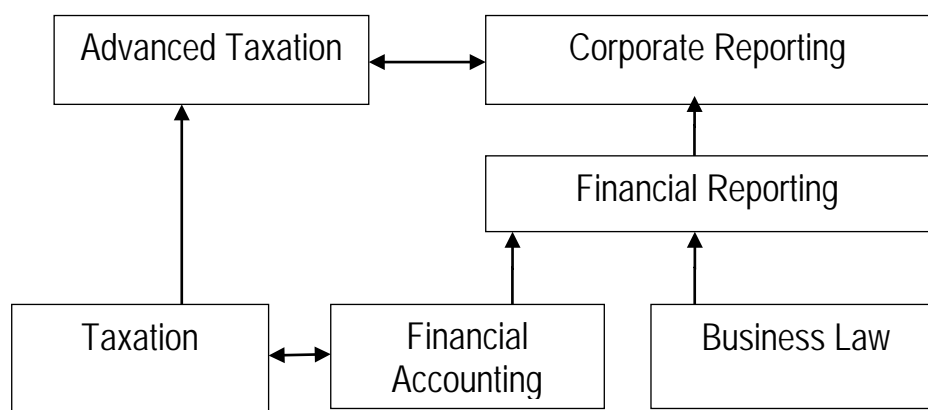 Advanced Taxation
Corporate Reporting
Financial Reporting
Taxation
Financial
Accounting
Business Law